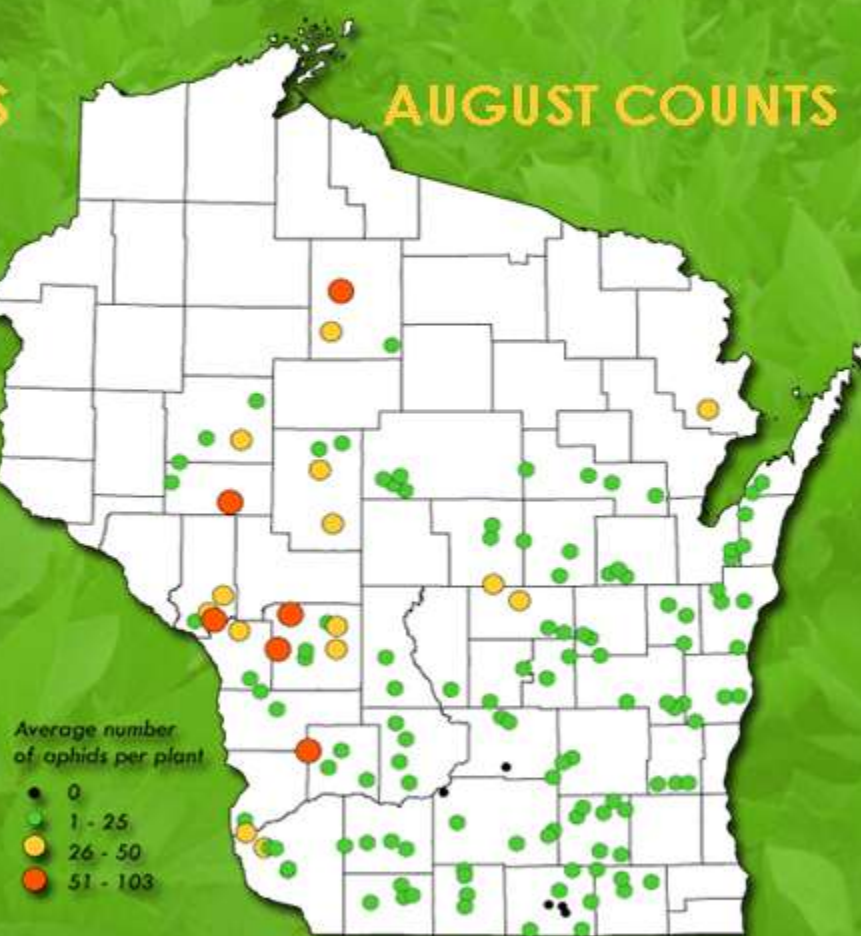 S
AUGUST COUNTS
Average number
of aphids per plant
0
1 - 25
26 - 50
51 - 103